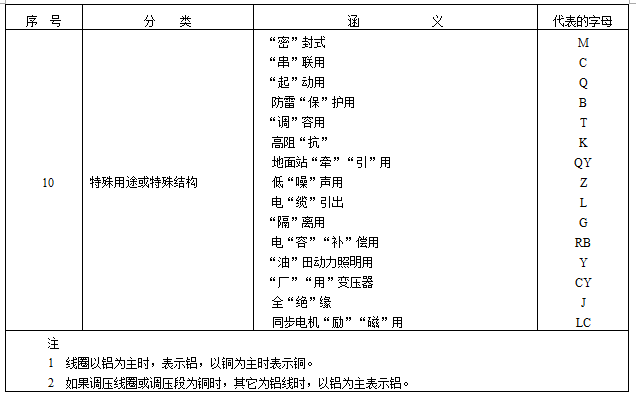 序 号 分 类 涵 义 代表的字母
“密”封式 M
“串”联用 C
“起”动用 Q
防雷“保”护用 B
“调”容用 T
高阻“抗” K
地面站“牵”“引”用 QY
10 特殊用途或特殊结构 低“噪”声用 Z
电“缆”引出 L
“隔”离用 G
电“容”“补”偿用 RB
“油”田动力照明用 Y
“厂”“用”变压器 CY
全“绝”缘 J
同步电机“励”“磁”用 LC
注
1 线圈以铝为主时，表示铝，以铜为主时表示铜。
2 如果调压线圈或调压段为铜时，其它为铝线时，以铝为主表示铝。